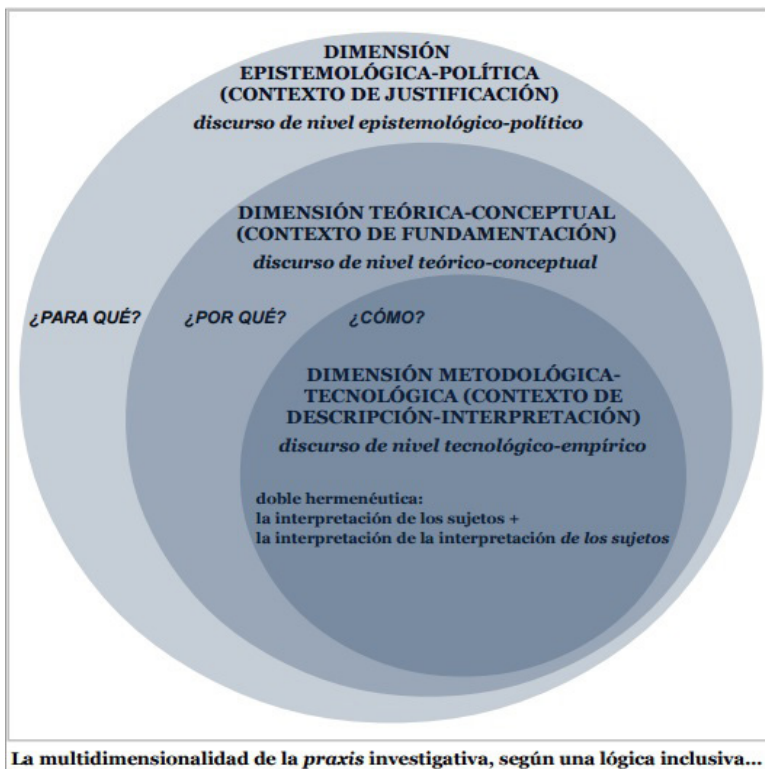 DIMENSIÓN
EPISTEMOLÓGICA-POLÍTICA
(CONTEXTO DE JUSTIFICACIÓN)
discurso de nivel epistemológico-político
DIMENSIÓN TEÓRICA-CONCEPTUAL
(CONTEXTO DE FUNDAMENTACIÓN)
discurso de nivel teórico-conceptual
¿PARA QUÉ? ¿POR QUÉ? ¿CÓMO?
DIMENSIÓN METODOLÓGICA-
TECNOLÓGICA (CONTEXTO DE
DESCRIPCIÓN-INTERPRETACIÓN)
discurso de nivel tecnológico-empírico
doble hermenéutica:
la interpretación de los sujetos +
la interpretación de la interpretación de los sujetos
La multidimensionalidad de la praxis investigativa, según una lógica inclusiva...